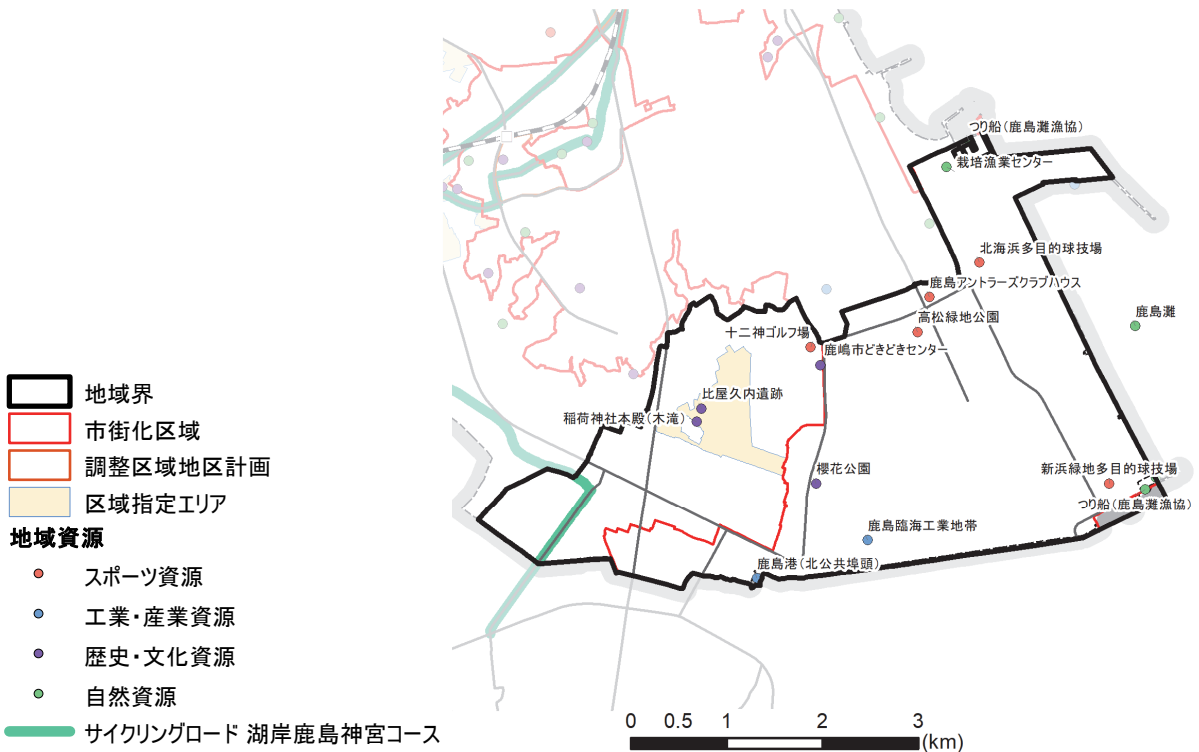 つり船(鹿島灘漁協)
栽培漁業センター
北海浜多目的球技場
鹿島アントラーズクラブハウス
高松緑地公園
鹿島灘
十二神ゴルフ場
鹿嶋市どきどきセンター
比屋久内遺跡
稲荷神社本殿(木滝)
櫻花公園
新浜緑地多目的球技場
つり船(鹿島灘漁協)
鹿島臨海工業地帯
鹿島港(北公共埠頭)
地域界
市街化区域
調整区域地区計画
区域指定エリア
地域資源
スポーツ資源
工業・産業資源
歴史・文化資源
自然資源
サイクリングロード 湖岸鹿島神宮コース
0 0.5 1 2 3
(km)